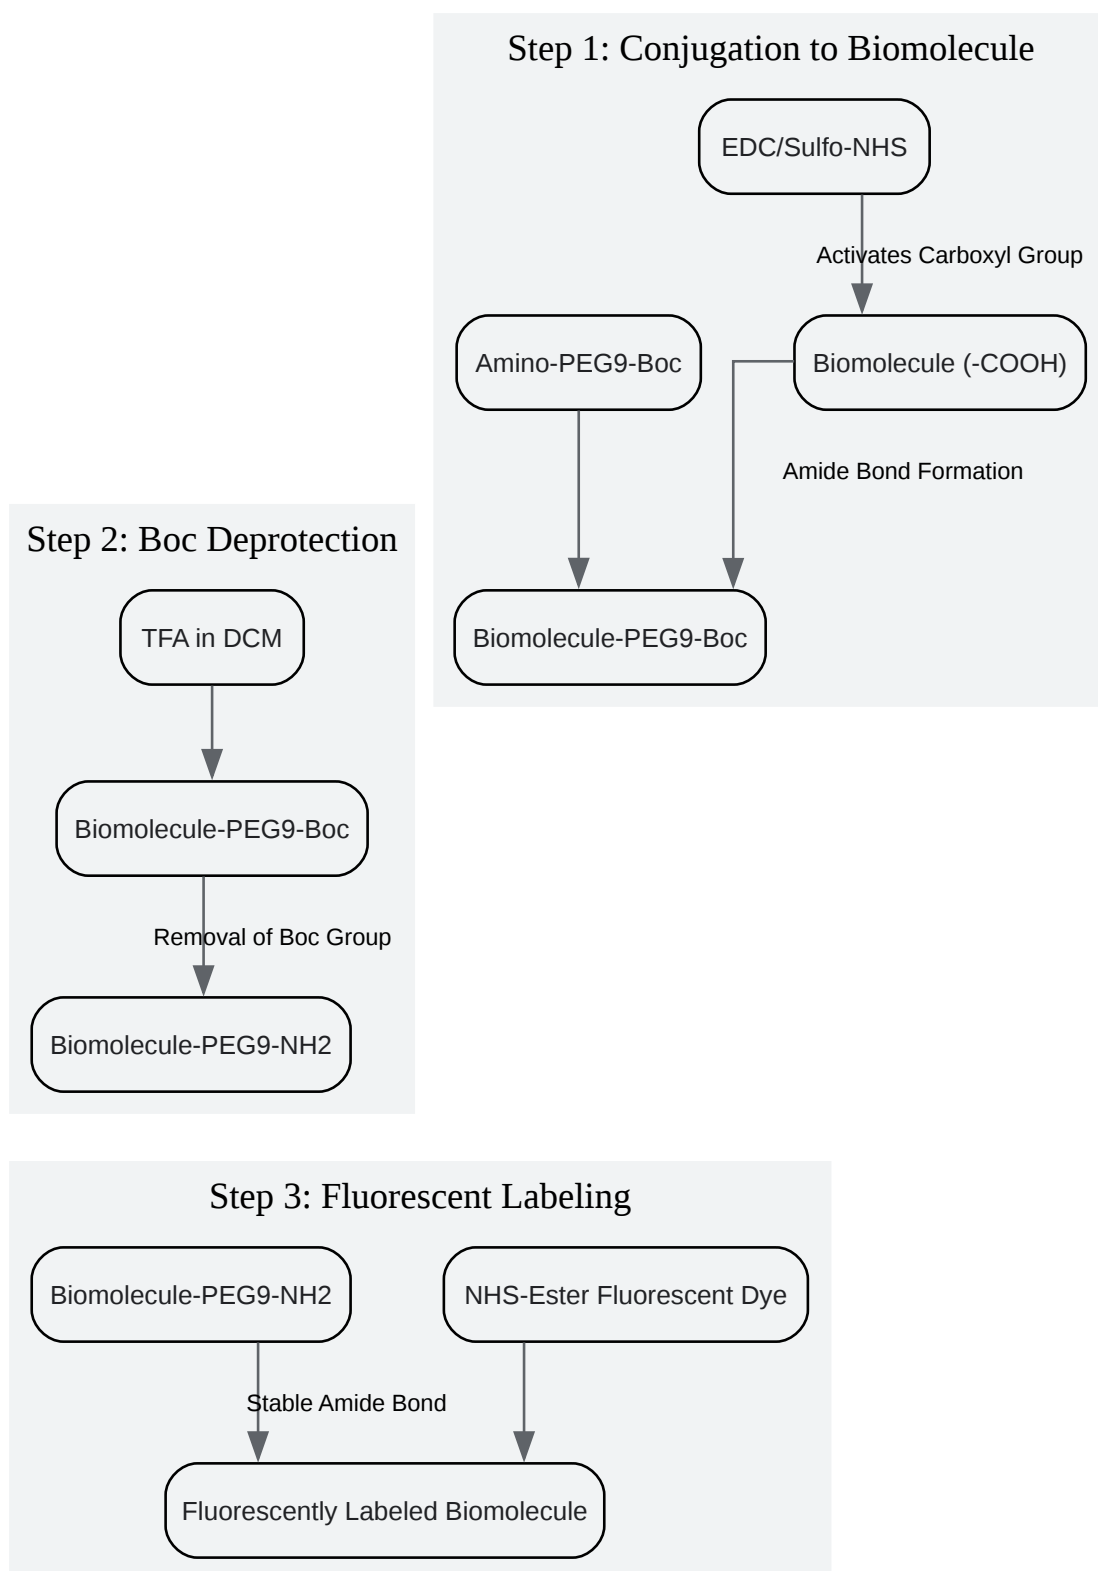 Step 1: Conjugation to Biomolecule
EDC/Sulfo-NHS
Activates Carboxyl Group
Amino-PEG9-Boc
Biomolecule (-COOH)
Amide Bond Formation
Biomolecule-PEG9-Boc
Step 2: Boc Deprotection
TFA in DCM
Biomolecule-PEG9-Boc
Removal of Boc Group
Biomolecule-PEG9-NH2
Step 3: Fluorescent Labeling
Biomolecule-PEG9-NH2
NHS-Ester Fluorescent Dye
Stable Amide Bond
Fluorescently Labeled Biomolecule